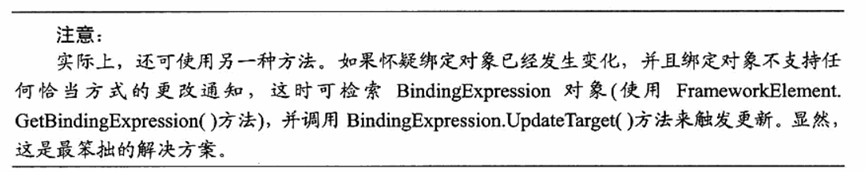 注意：
实际上，还可使用另一种方法。如果怀疑绑定对象已经发生变化，并且绑定对象不支持任
何恰当方式的更改通知，这时可检索 BindingExpression 对象(使用 FrameworkElement.
GetBindingExpression( )方法)，并调用 BindingExpression.UpdateTarget( )方法来触发更新。显然，
这是最笨拙的解决方案。